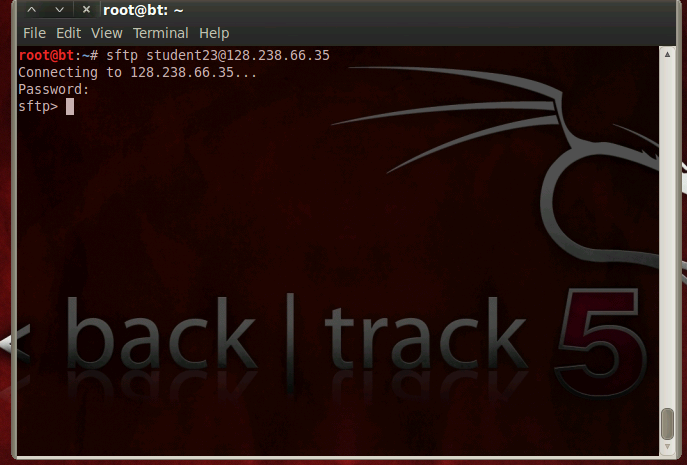 root@bt: ~
File Edit View Terminal Help
root@bt:~# sftp student23@128.238.66.35
Connecting to 128.238.66.35...
Password:
sftp>
< back | track 5